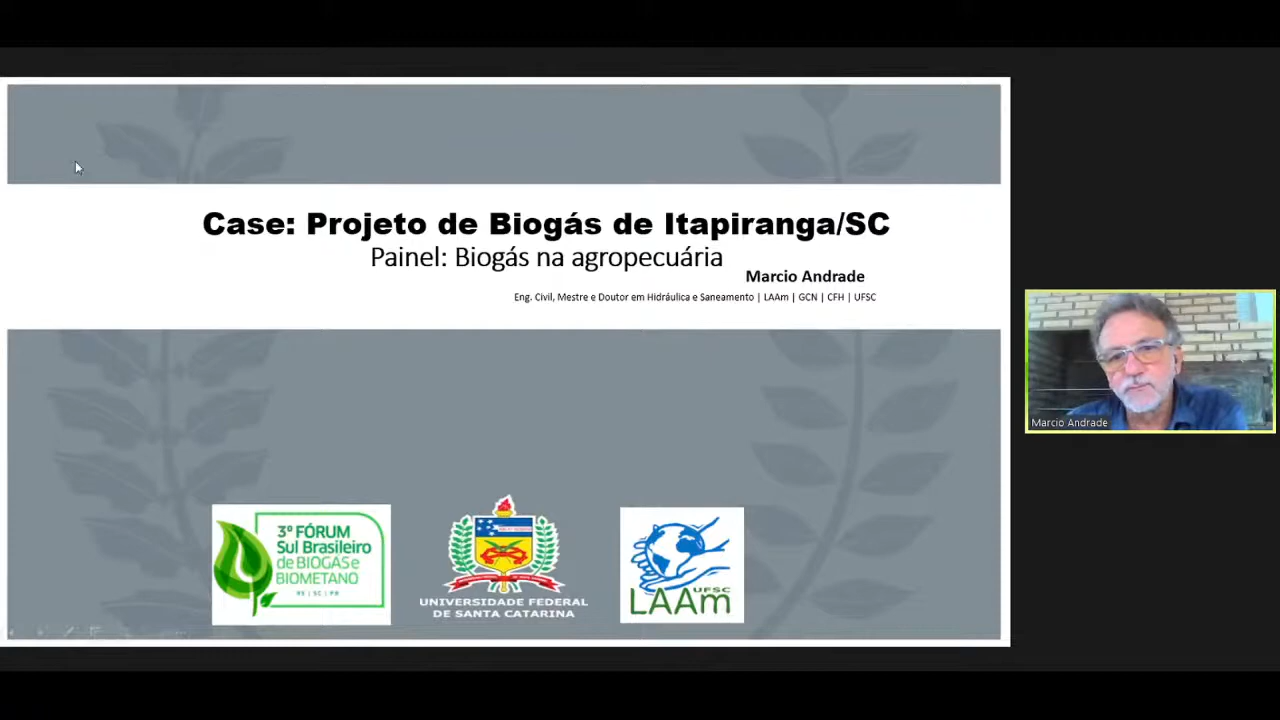 Case: Projeto de Biogás de Itapiranga/SC
Painel: Biogás na agropecuária
Marcio Andrade
Eng. Civil, Mestre e Doutor em Hidráulica e Saneamento | LAAm | GCN | CFH | UFSC
Marcio Andrade
3º FÓRUM
Sul Brasileiro
de BIOGÁS e
BIOMETANO
RS | SC | PR
UNIVERSIDADE FEDERAL
DE SANTA CATARINA
UFSC
LAAm